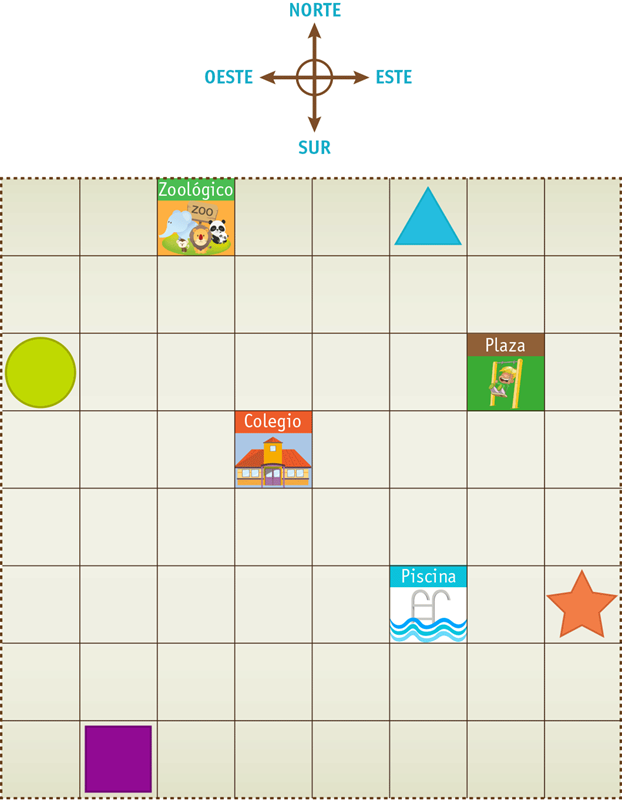 NORTE
OESTE
ESTE
SUR
Zoológico
ZOO
Plaza
Colegio
Piscina